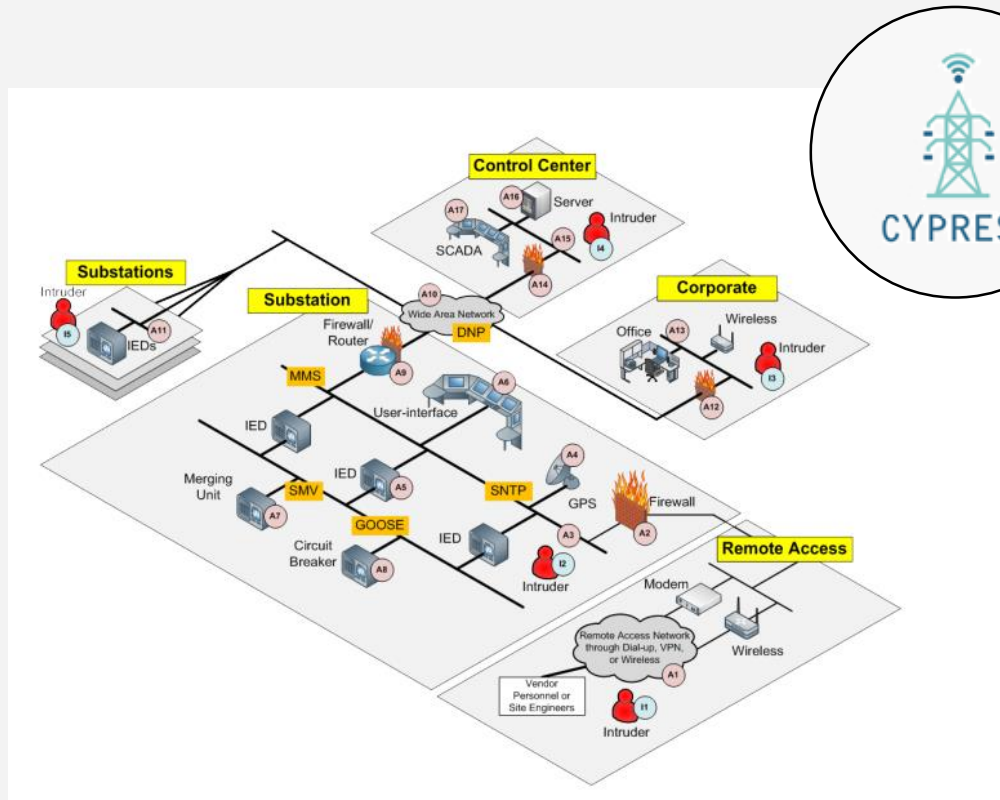 CYPRES
Control Center
A16
Server
A17
Intruder
A15
I4
SCADA
A14
Substations
Intruder
I5
A11
IEDs
Substation
A10
Wide Area Network
DNP
Firewall/
Router
A9
Corporate
Office
A13
Wireless
Intruder
I3
A12
MMS
A6
User-interface
IED
IED
A5
A4
GPS
SNTP
Merging
Unit
A7
SMV
GOOSE
Firewall
A2
A3
IED
Circuit
Breaker
A8
I2
Intruder
Remote Access
Modem
Wireless
Remote Access Network
through Dial-up, VPN,
or Wireless
A1
Vendor
Personnel or
Site Engineers
I1
Intruder